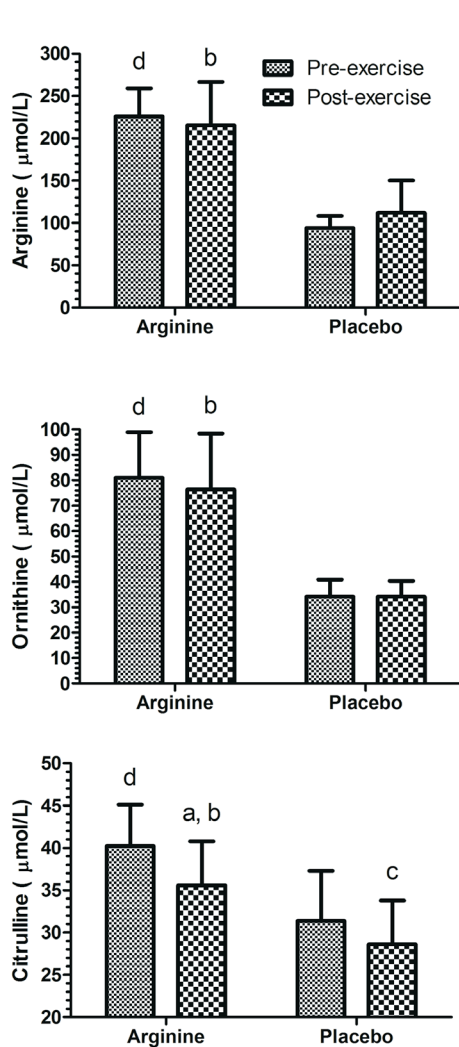 Arginine ( μmol/L)
300
250
200
150
100
50
0
d
b
Pre-exercise
Post-exercise
Arginine
Placebo
Ornithine ( μmol/L)
100
90
80
70
60
50
40
30
20
10
0
d
b
Arginine
Placebo
Citrulline ( μmol/L)
50
45
40
35
30
25
20
d
a, b
c
Arginine
Placebo